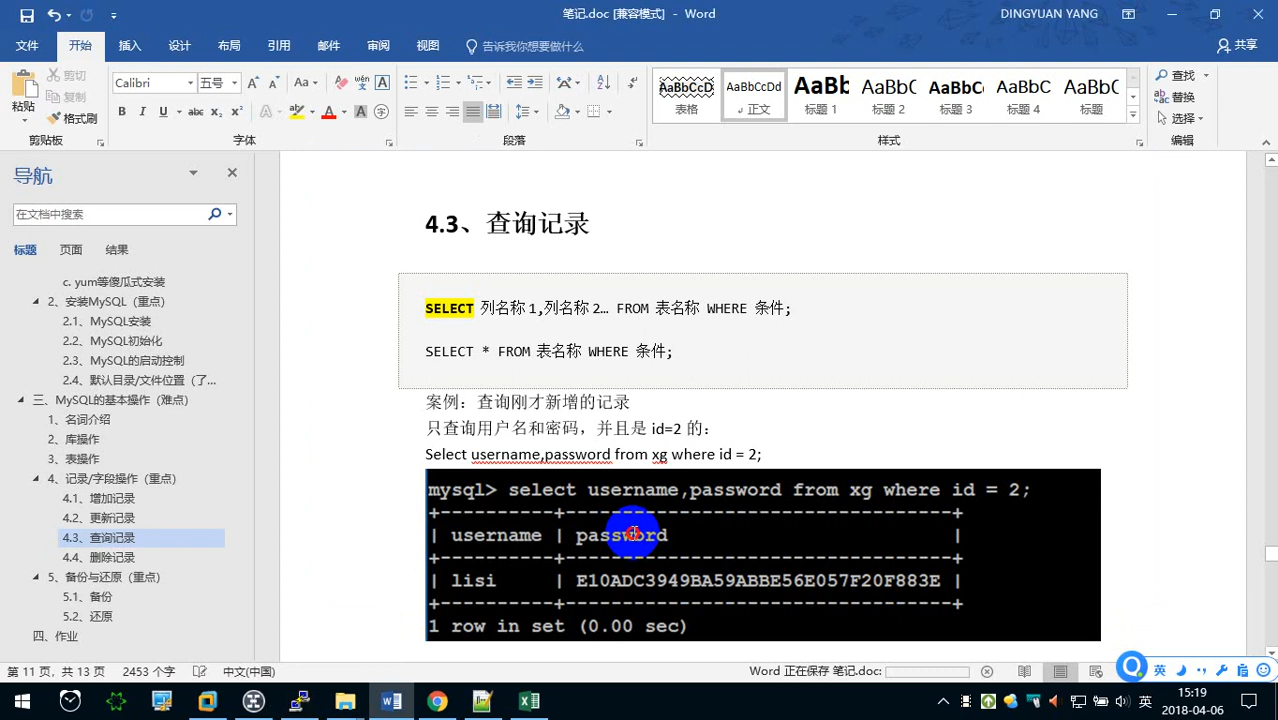 笔记.doc [兼容模式] - Word
DINGYUAN YANG
文件 开始 插入 设计 布局 引用 邮件 审阅 视图 告诉我你想要做什么 共享
粘贴
剪切
复制
格式刷
Calibri 五号
AaBbCcD AaBbCcDd AaBb AaBbC AaBbC AaBbC AaBbC
表格 正文 标题 1 标题 2 标题 3 标题 4 标题
查找
替换
选择
剪贴板 字体 段落 样式 编辑
导航
在文档中搜索
标题 页面 结果
c. yum等傻瓜式安装
2、安装MySQL（重点）
2.1、MySQL安装
2.2、MySQL初始化
2.3、MySQL的启动控制
2.4、默认目录/文件位置（了...
三、MySQL的基本操作（难点）
1、名词介绍
2、库操作
3、表操作
4、记录/字段操作（重点）
4.1、增加记录
4.2、更新记录
4.3、查询记录
4.4、删除记录
5、备份与还原（重点）
5.1、备份
5.2、还原
四、作业
4.3、查询记录
SELECT 列名称 1,列名称 2… FROM 表名称 WHERE 条件;
SELECT * FROM 表名称 WHERE 条件;
案例：查询刚才新增的记录
只查询用户名和密码，并且是 id=2 的：
Select username,password from xg where id = 2;
mysql> select username,password from xg where id = 2;
+----------+----------------------------------+
| username | password |
+----------+----------------------------------+
| lisi | E10ADC3949BA59ABBE56E057F20F883E |
+----------+----------------------------------+
1 row in set (0.00 sec)
第 11 页，共 13 页 2453 个字 中文(中国) Word 正在保存 笔记.doc:
英
英 15:19
2018-04-06